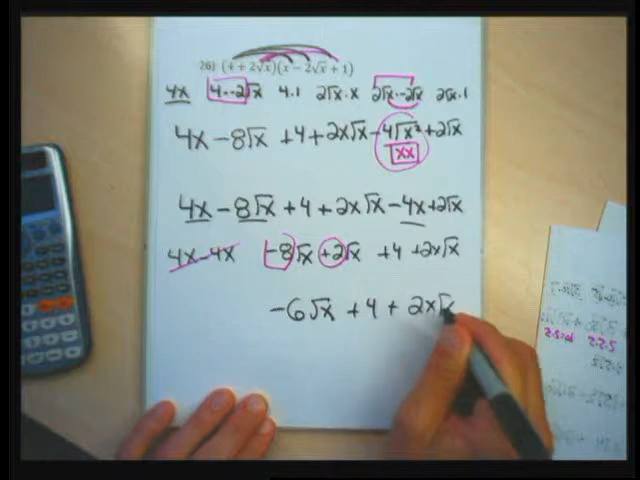 26) (4 + 2√x)(x − 2√x + 1)
4x 4·-2√x 4·1 2√x·x 2√x·-2√x 2√x·1
4x − 8√x + 4 + 2x√x − 4√x² + 2√x
xx
4x − 8√x + 4 + 2x√x − 4x + 2√x
4x − 4x −8√x + 2√x + 4 + 2x√x
−6√x + 4 + 2x√x